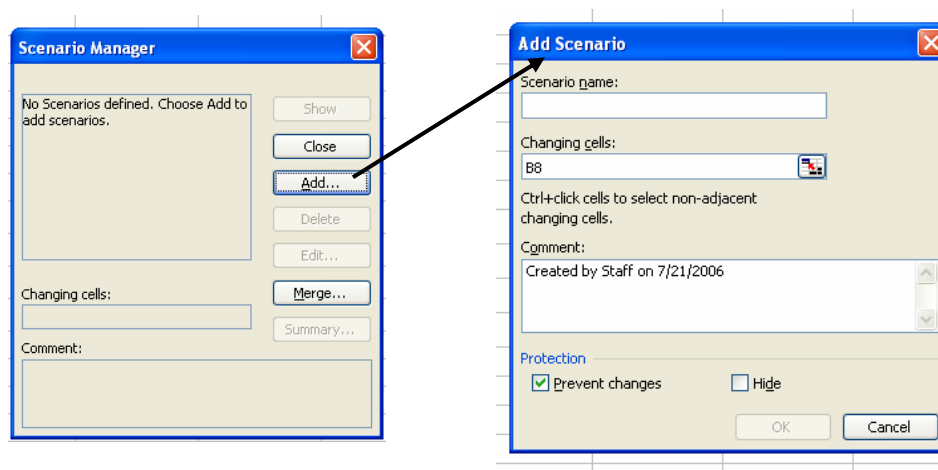 Scenario Manager
No Scenarios defined. Choose Add to
add scenarios.
Show
Close
Add...
Delete
Edit...
Merge...
Summary...
Changing cells:
Comment:
Add Scenario
Scenario name:
Changing cells:
B8
Ctrl+click cells to select non-adjacent
changing cells.
Comment:
Created by Staff on 7/21/2006
Protection
Prevent changes
Hide
OK
Cancel